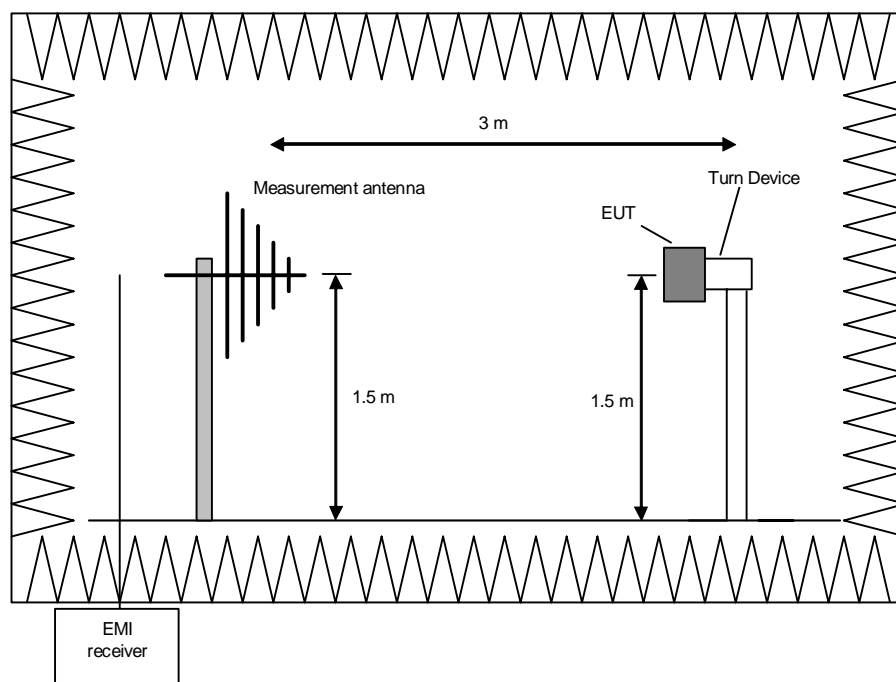 3 m
Measurement antenna
Turn Device
EUT
1.5 m
1.5 m
EMI
receiver